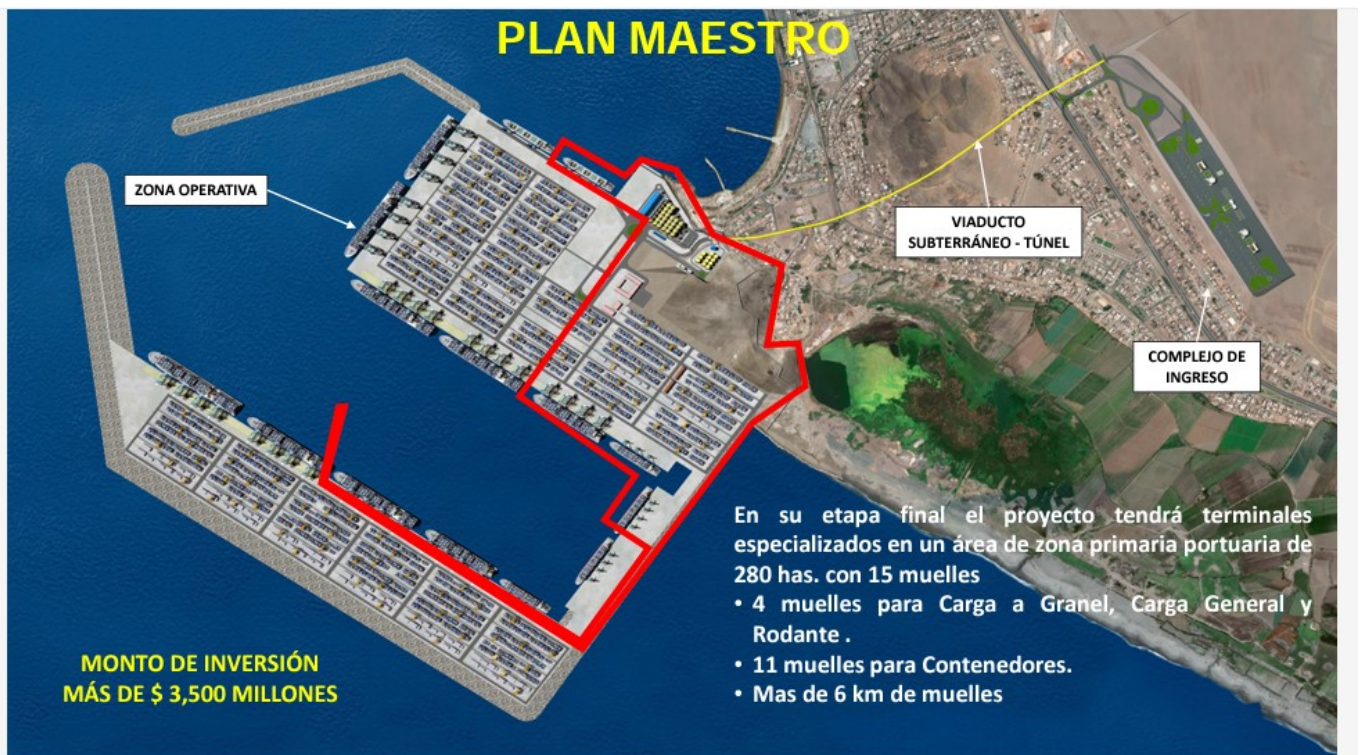 PLAN MAESTRO
ZONA OPERATIVA
VIADUCTO
SUBTERRÁNEO - TÚNEL
COMPLEJO DE
INGRESO
En su etapa final el proyecto tendrá terminales
especializados en un área de zona primaria portuaria de
280 has. con 15 muelles
• 4 muelles para Carga a Granel, Carga General y
Rodante .
• 11 muelles para Contenedores.
• Mas de 6 km de muelles
MONTO DE INVERSIÓN
MÁS DE $ 3,500 MILLONES